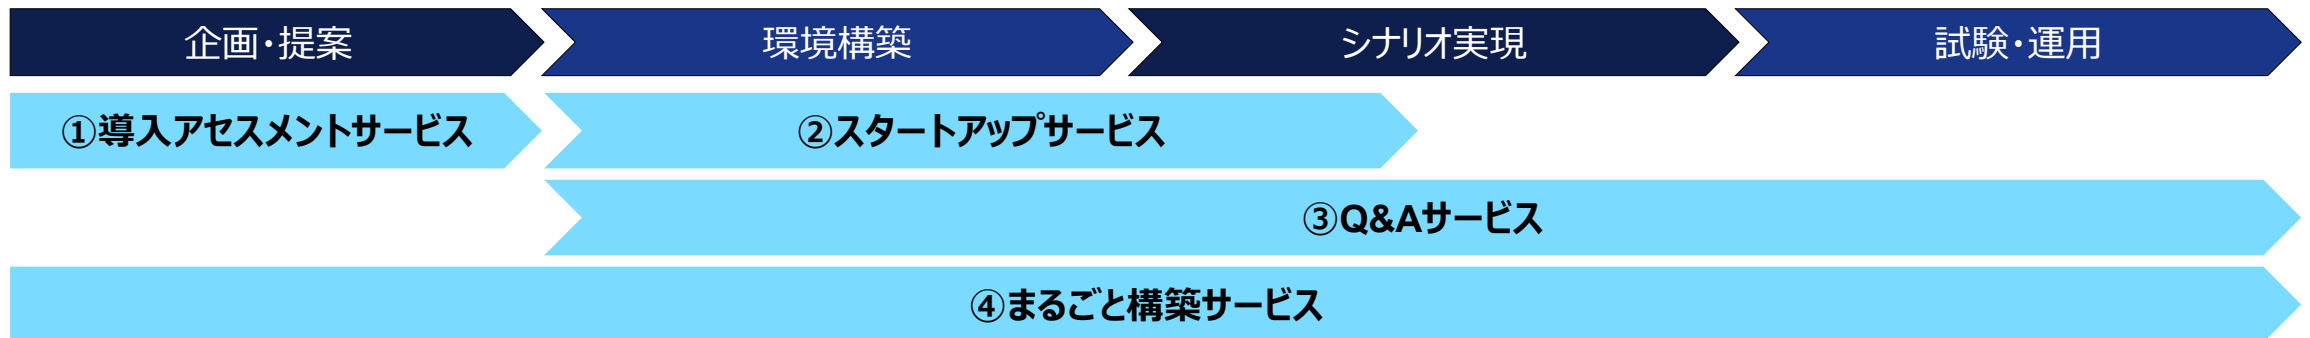 企画・提案
環境構築
シナリオ実現
試験・運用
①導入アセスメントサービス
②スタートアップサービス
③Q&Aサービス
④まるごと構築サービス